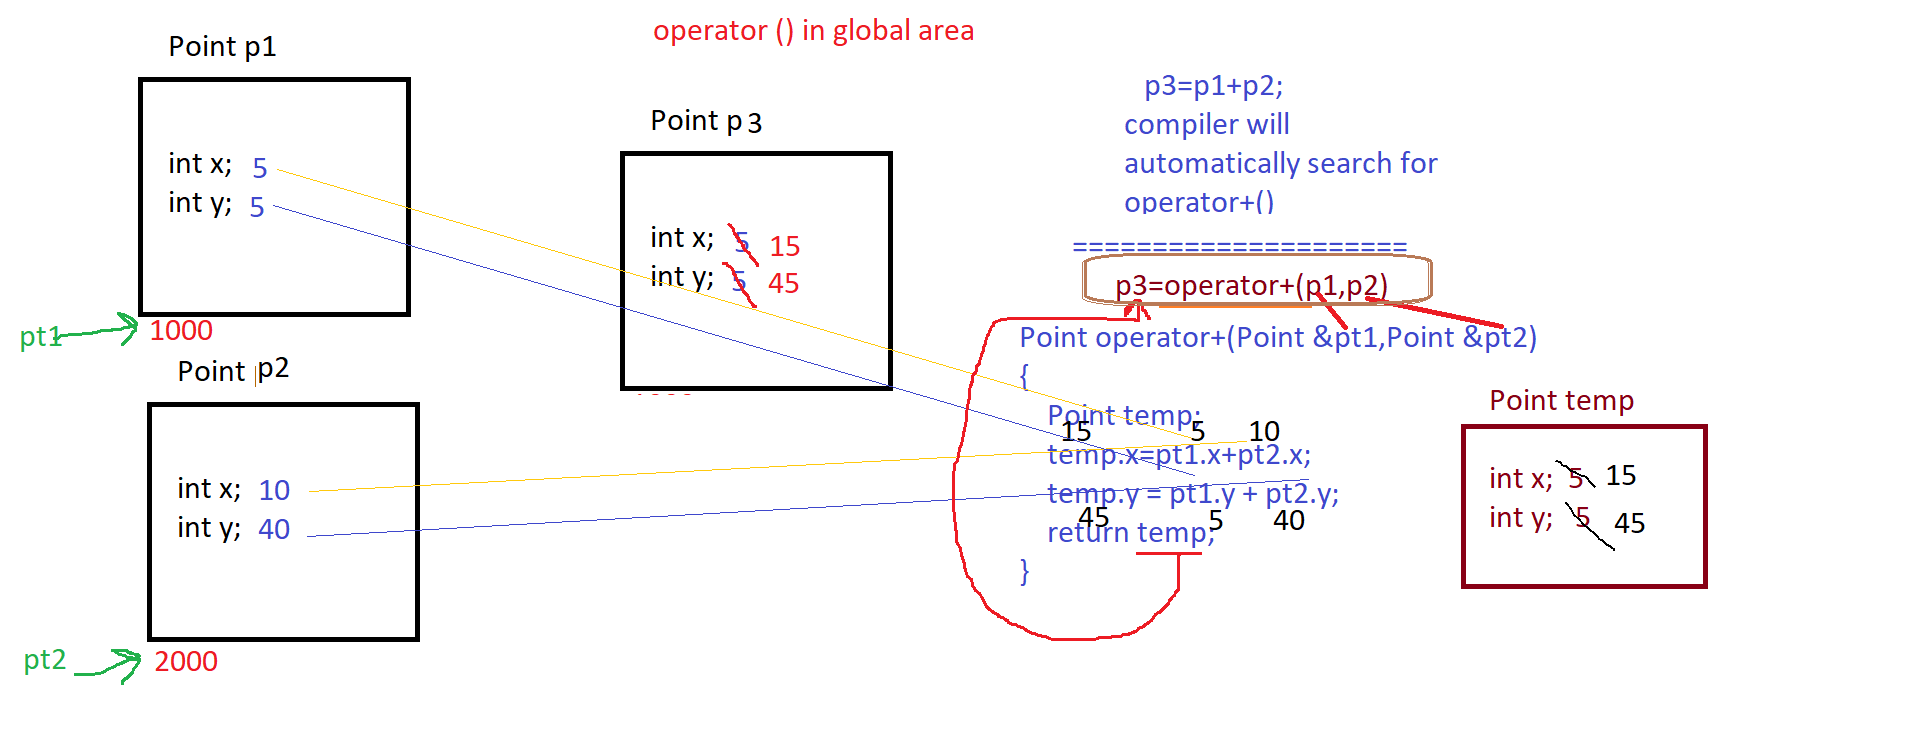 operator () in global area
Point p1
int x; 5
int y; 5
pt1
1000
Point p2
int x; 10
int y; 40
pt2
2000
Point p 3
int x; 5 15
int y; 5 45
p3=p1+p2;
compiler will
automatically search for
operator+()
=====================
p3=operator+(p1,p2)
Point operator+(Point &pt1,Point &pt2)
{
Point temp;
15 5 10
temp.x=pt1.x+pt2.x;
temp.y = pt1.y + pt2.y;
45 5 40
return temp;
}
Point temp
int x; 5 15
int y; 5 45